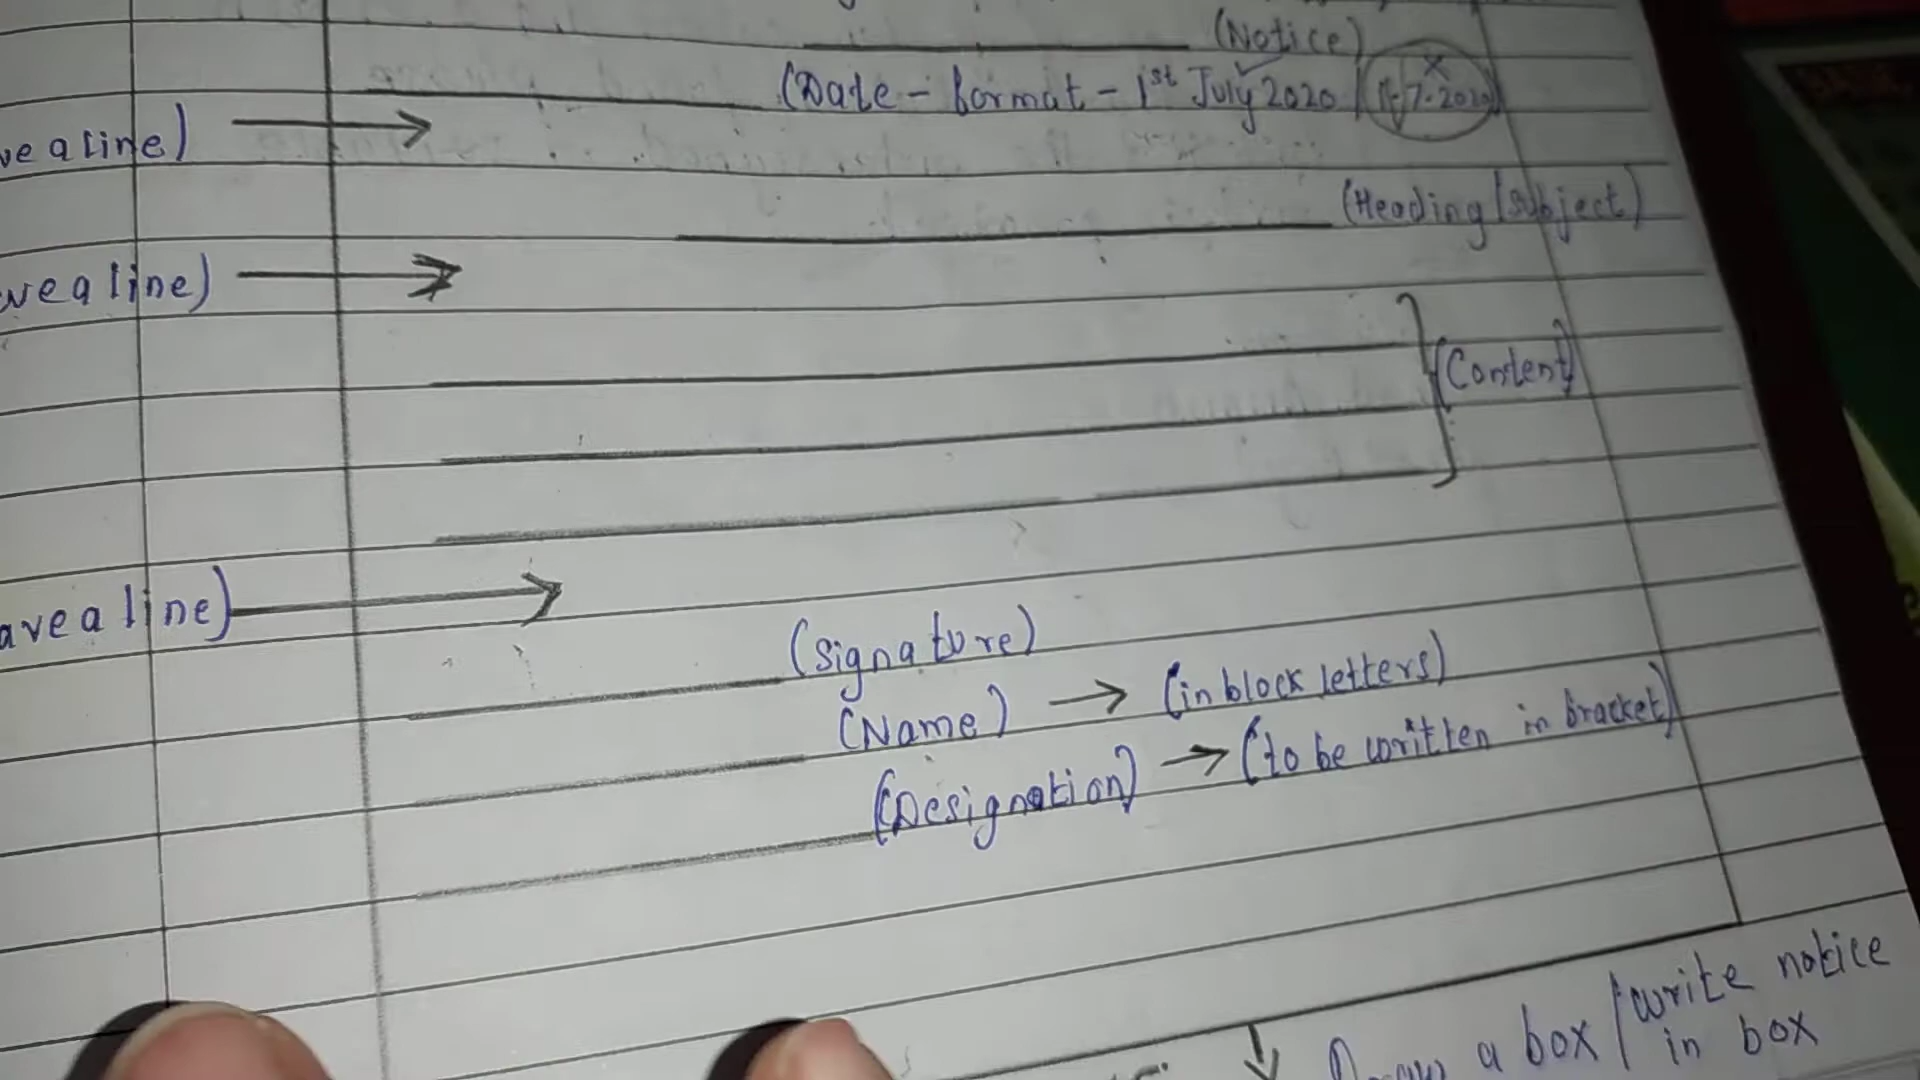 (Notice)
(Date - format - 1st July 2020 / 1-7-2020)
ve a line)
(Heading/subject)
ve a line)
(Content)
ave a line)
(signature)
(Name) → (in block letters)
(Designation) → (to be written in bracket)
a box / write notice
in box